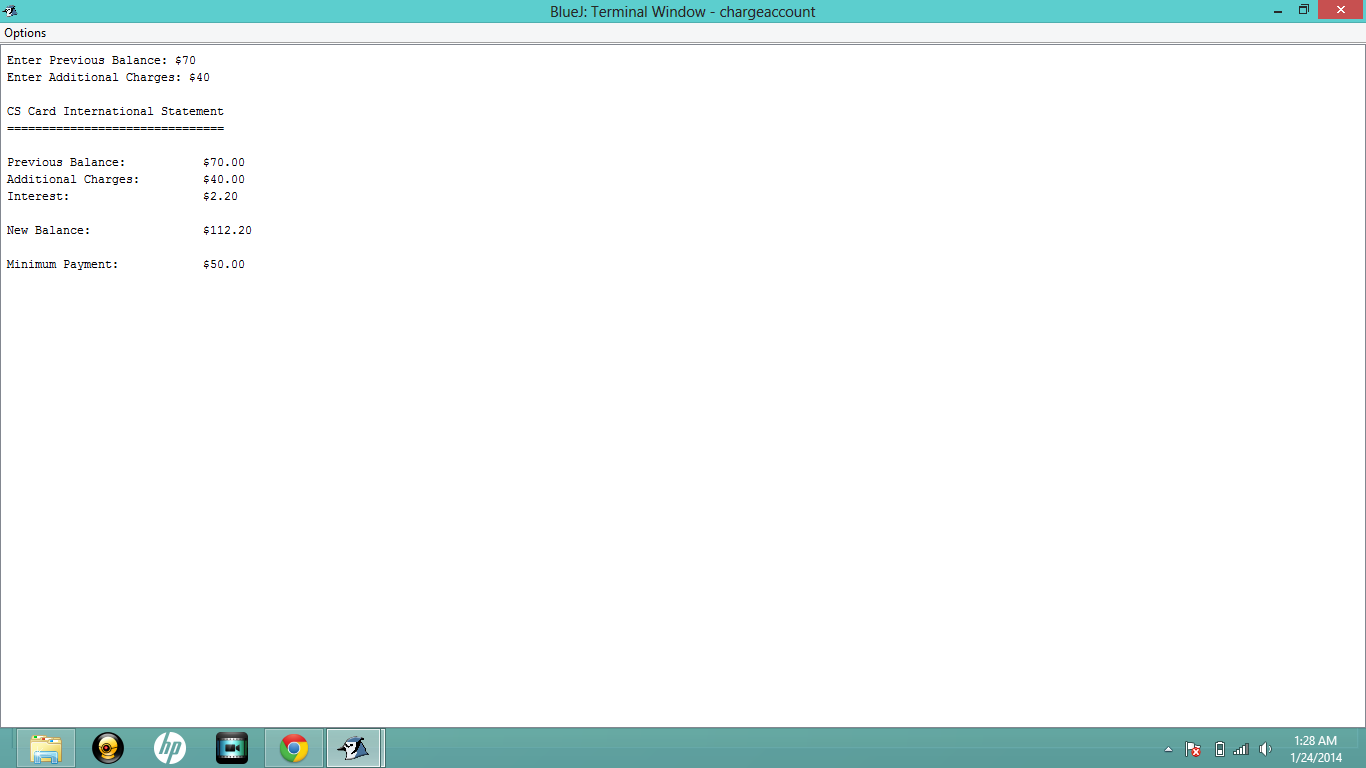 BlueJ: Terminal Window - chargeaccount
Options
Enter Previous Balance: $70
Enter Additional Charges: $40
CS Card International Statement
===============================
Previous Balance: $70.00
Additional Charges: $40.00
Interest: $2.20
New Balance: $112.20
Minimum Payment: $50.00
hp
1:28 AM
1/24/2014